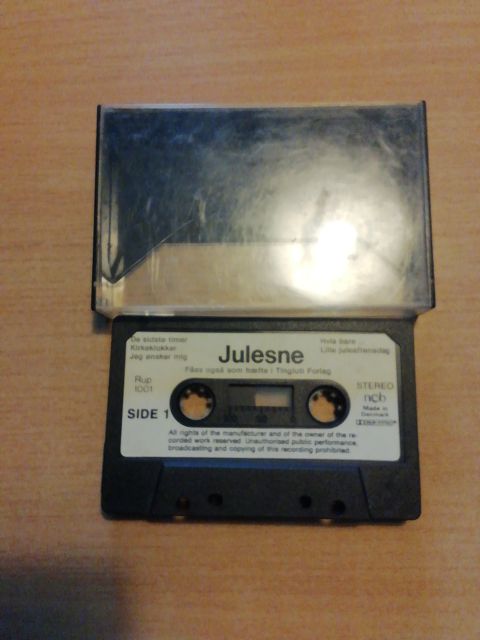 De sidste timer
Kirkeklokker
Jeg ønsker mig
Hvis bare ...
Lille juleaftensdag
Julesne
Fåes også som hæfte i Tinglub Forlag
Rup
1001
SIDE 1
STEREO
ncb
Made in
Denmark
All rights of the manufacturer and of the owner of the re-
corded work reserved. Unauthorised public performance,
broadcasting and copying of this recording prohibited.